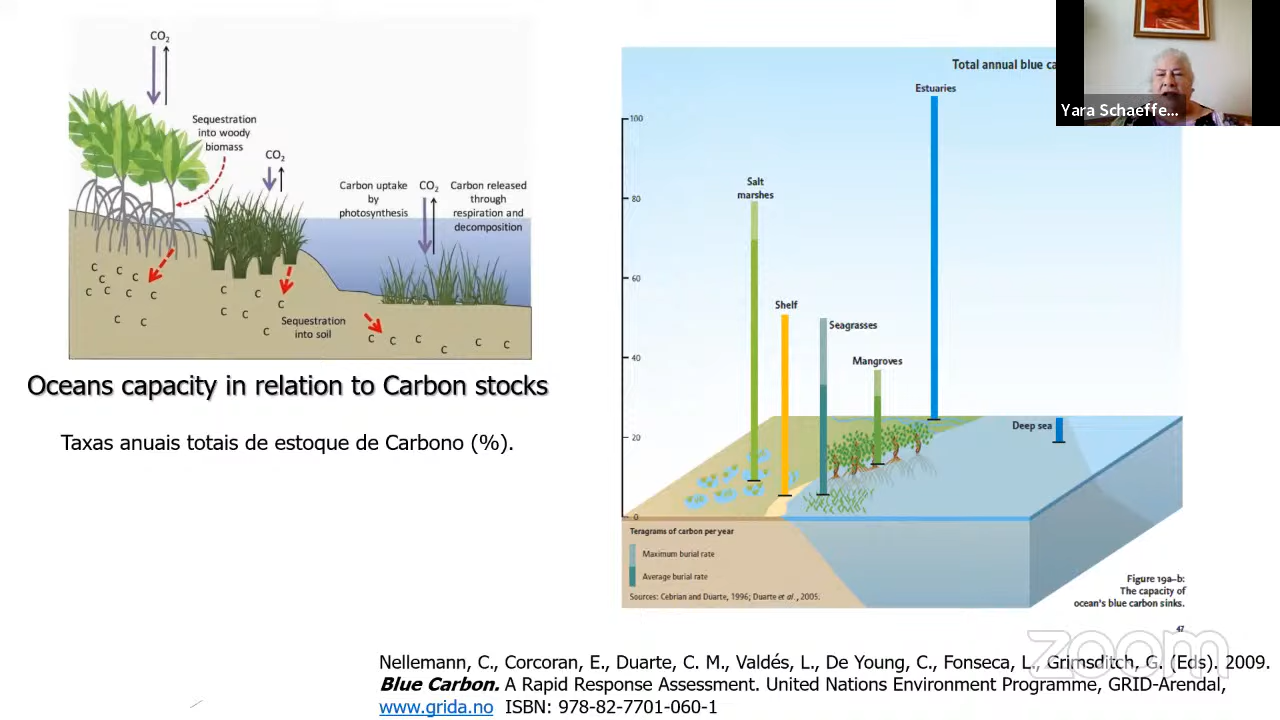 CO₂
Sequestration
into woody
biomass
CO₂
Carbon uptake
by
photosynthesis
CO₂
Carbon released
through
respiration and
decomposition
C C C C C C C C C
C C C C C C
Sequestration
into soil
C C C C C C
Oceans capacity in relation to Carbon stocks
Taxas anuais totais de estoque de Carbono (%).
Total annual blue ca
Estuaries
100
Salt
marshes
80
60
Shelf
Seagrasses
40
Mangroves
Deep sea
20
0
Teragrams of carbon per year
Maximum burial rate
Average burial rate
Sources: Cebrian and Duarte, 1996; Duarte et al., 2005.
Figure 19a–b:
The capacity of
ocean's blue carbon sinks.
47
Yara Schaeffe...
zoom
Nellemann, C., Corcoran, E., Duarte, C. M., Valdés, L., De Young, C., Fonseca, L., Grimsditch, G. (Eds). 2009.
Blue Carbon. A Rapid Response Assessment. United Nations Environment Programme, GRID-Arendal,
www.grida.no ISBN: 978-82-7701-060-1